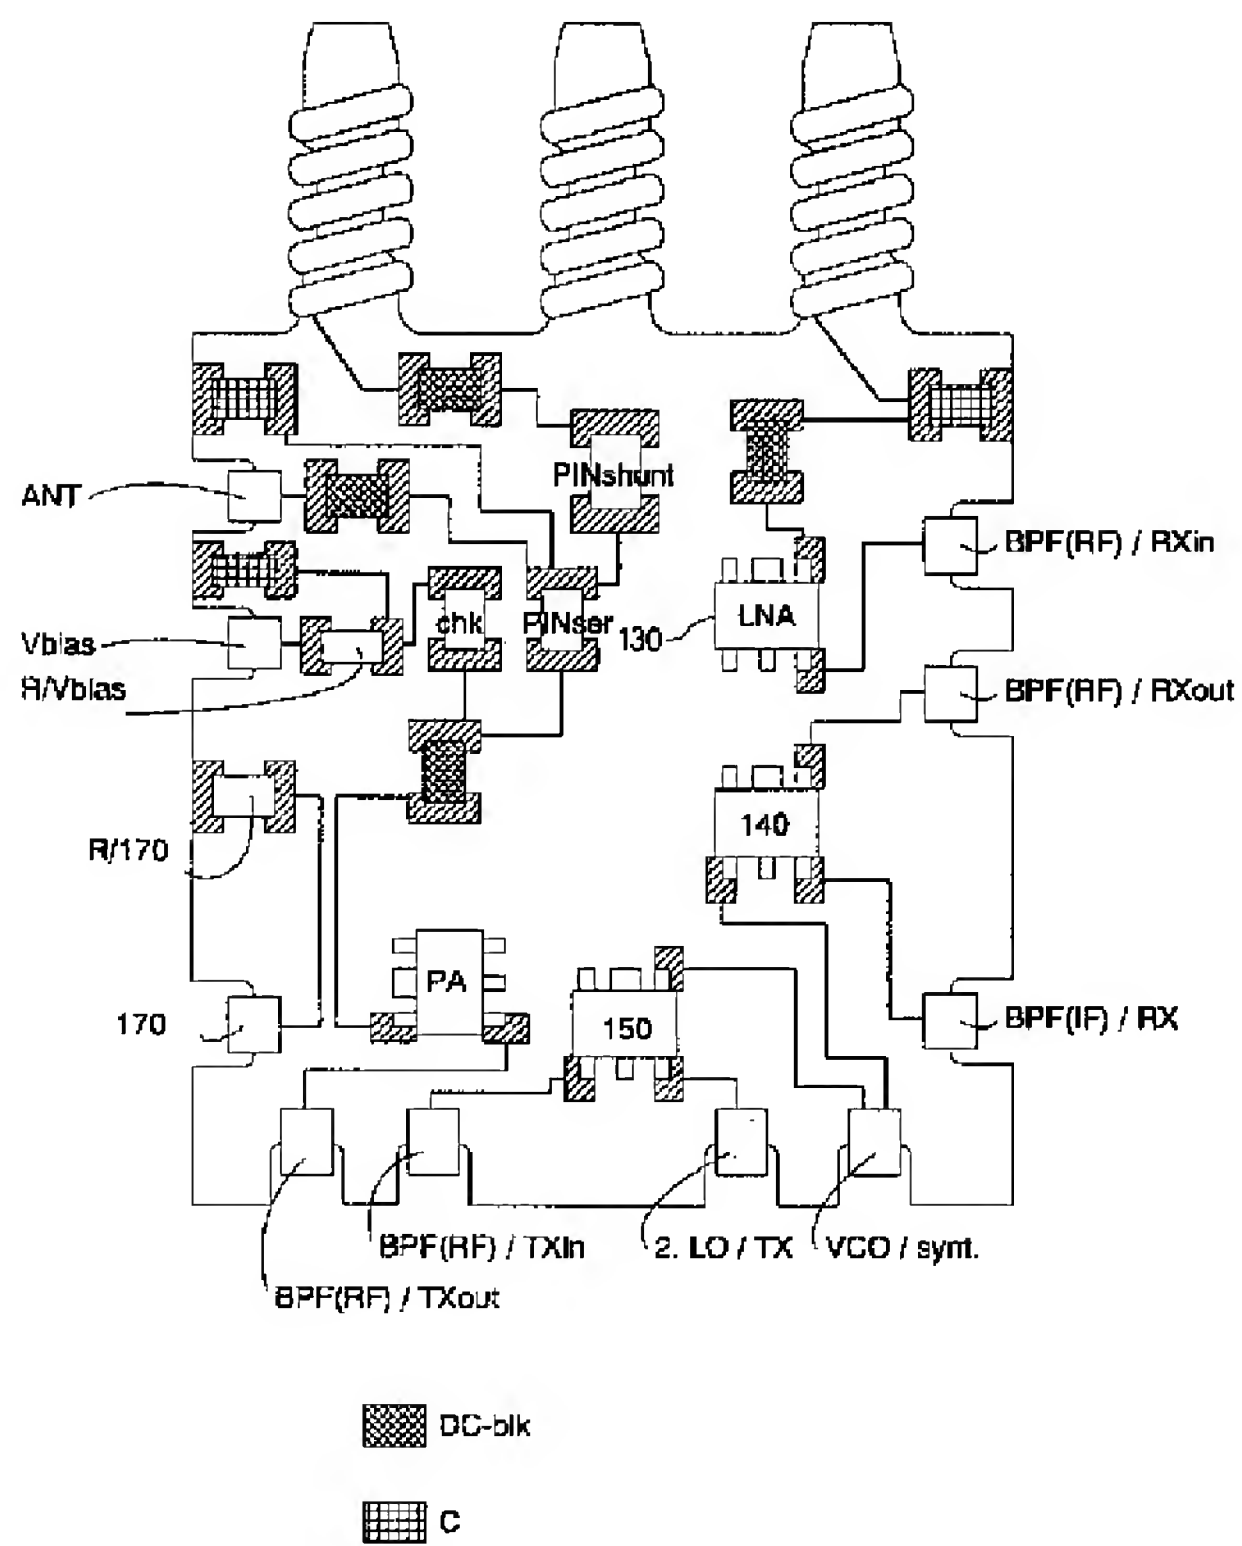 PINshunt
ANT
BPF(RF) / RXin
chk
PINser
130
LNA
Vbias
R/Vbias
BPF(RF) / RXout
140
R/170
PA
170
150
BPF(IF) / RX
BPF(RF) / TXin
2. LO / TX
VCO / synt.
BPF(RF) / TXout
DC-blk
C